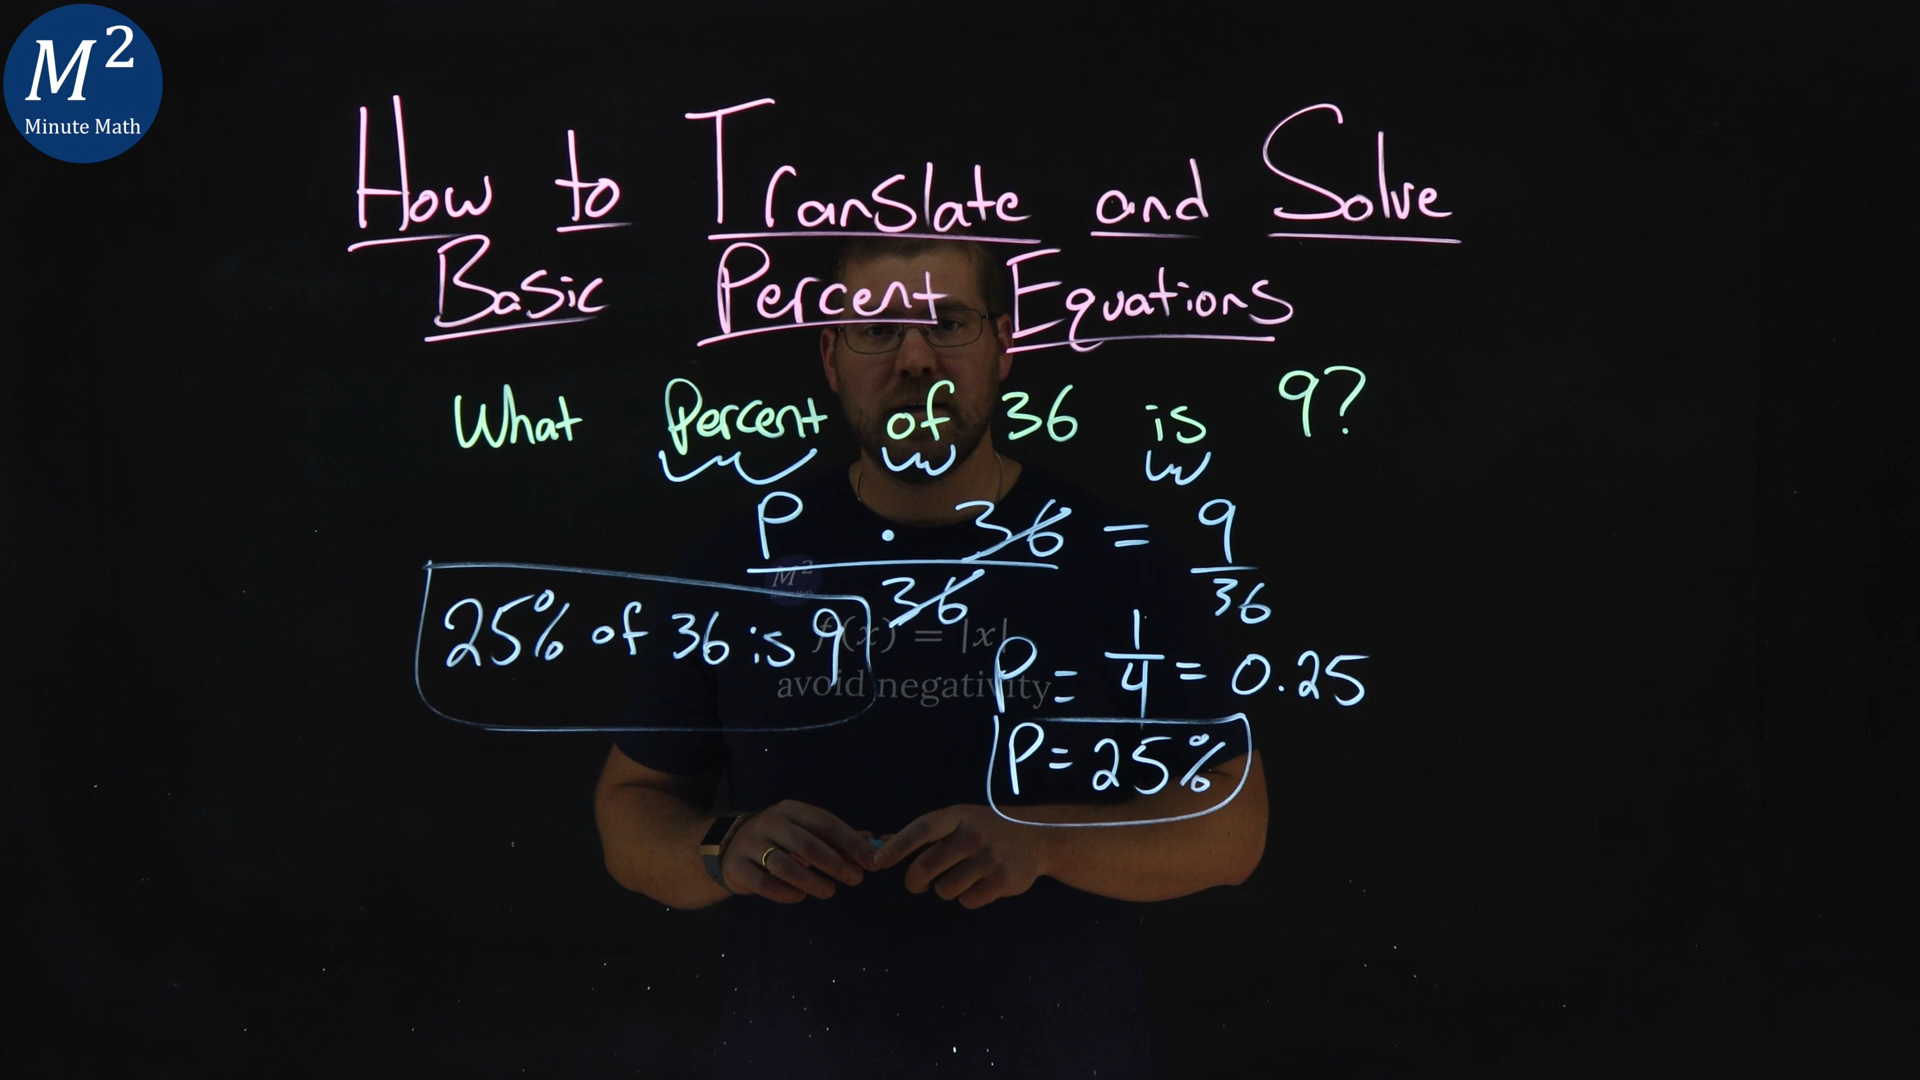 M²
Minute Math
How to Translate and Solve
Basic Percent Equations
What Percent of 36 is 9?
P · 36 = 9
36 36
25% of 36 is 9
P = 1/4 = 0.25
P = 25%
M²
f(x) = |x|
avoid negativity